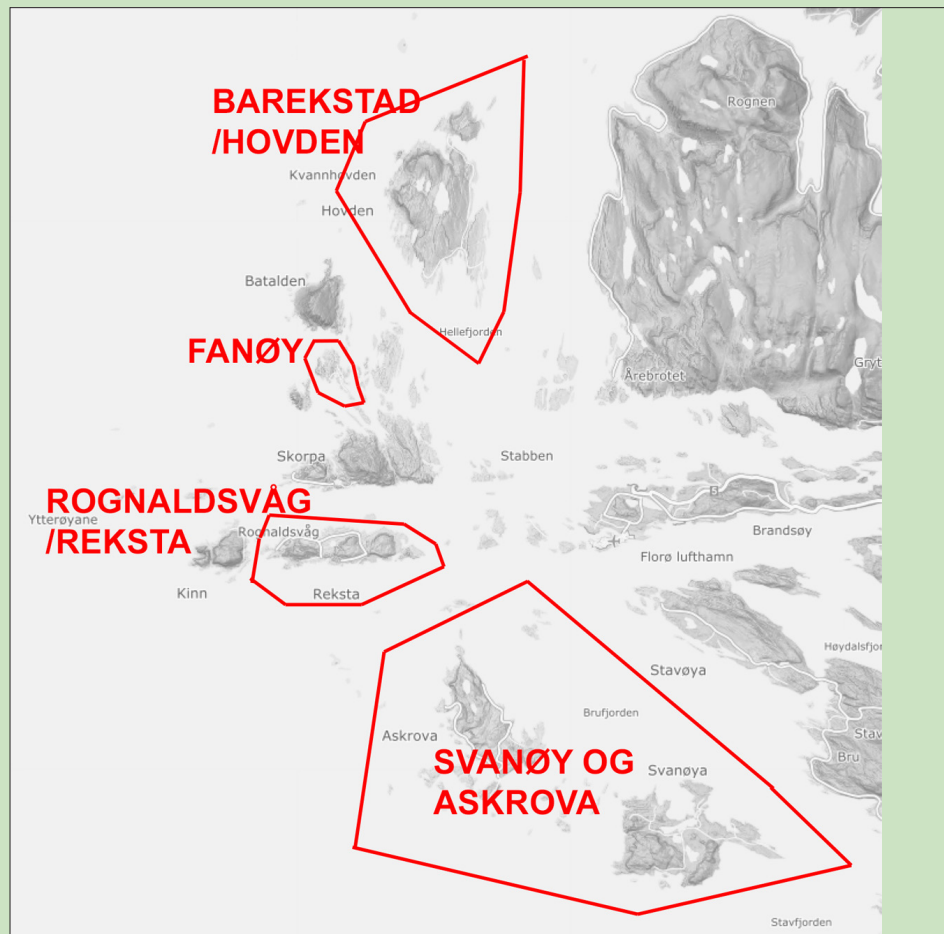 BAREKSTAD
/HOVDEN
Rognen
Kvannhovden
Hovden
Batalden
Hellefjorden
FANØY
Årebrotet
Gryt
Skorpa
Stabben
ROGNALDSVÅG
/REKSTA
Ytterøyane
Rognaldsvåg
Brandsøy
Florø lufthamn
Kinn
Reksta
Høydalsfjor
Stavøya
Brufjorden
Askrova
Stav
Bru
SVANØY OG
ASKROVA
Svanøya
Stavfjorden